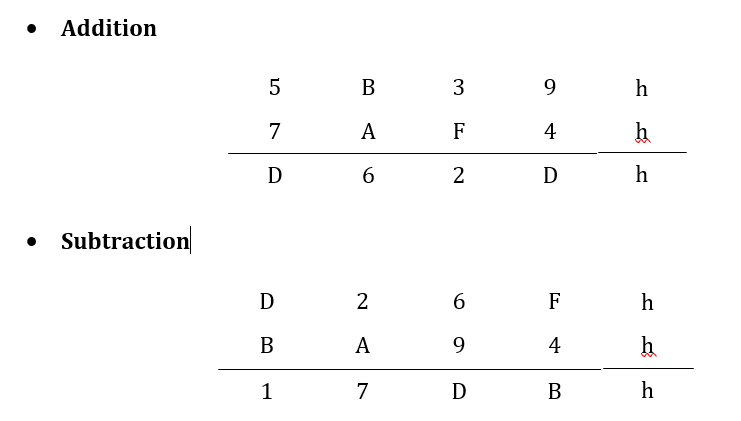 • Addition
5 B 3 9 h
7 A F 4 h
D 6 2 D h
• Subtraction
D 2 6 F h
B A 9 4 h
1 7 D B h